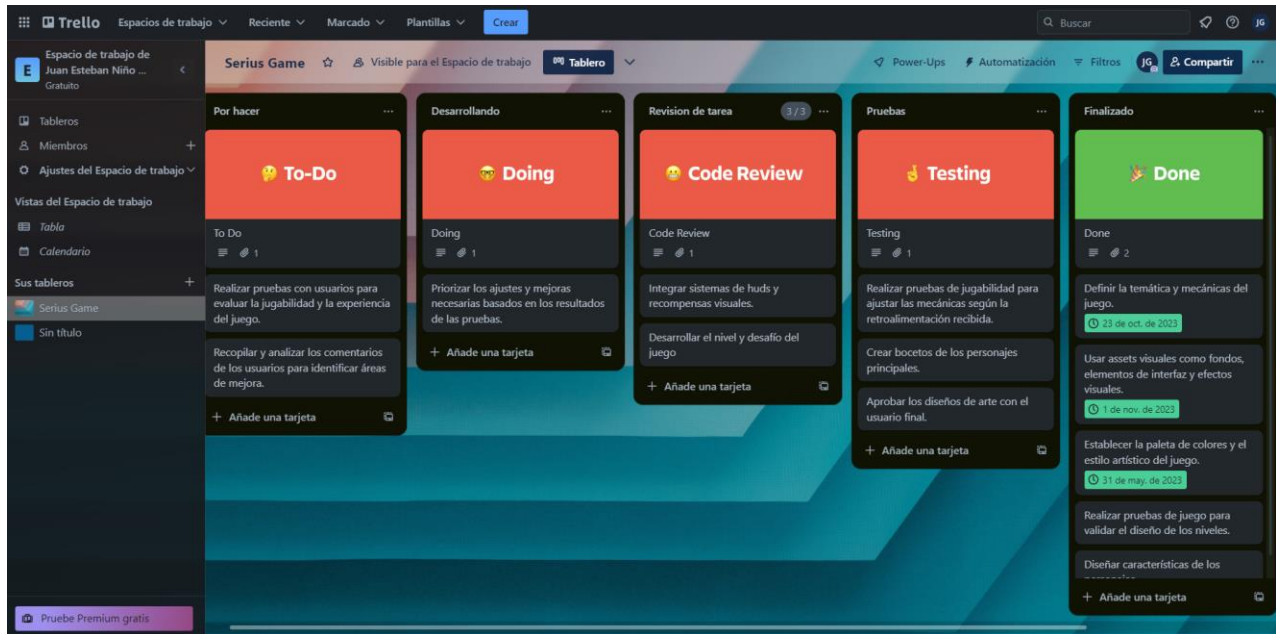 Trello Espacios de trabajo Reciente Marcado Plantillas Crear Buscar JG
E Espacio de trabajo de
Juan Esteban Niño ...
Gratuito
Tableros
Miembros
Ajustes del Espacio de trabajo
Vistas del Espacio de trabajo
Tabla
Calendario
Sus tableros
Serius Game
Sin título
Pruebe Premium gratis
Serius Game Visible para el Espacio de trabajo Tablero Power-Ups Automatización Filtros JG Compartir
Por hacer
To-Do
To Do
1
Realizar pruebas con usuarios para
evaluar la jugabilidad y la experiencia
del juego.
Recopilar y analizar los comentarios
de los usuarios para identificar áreas
de mejora.
+ Añade una tarjeta
Desarrollando
Doing
Doing
1
Priorizar los ajustes y mejoras
necesarias basados en los resultados
de las pruebas.
+ Añade una tarjeta
Revision de tarea 3/3
Code Review
Code Review
1
Integrar sistemas de huds y
recompensas visuales.
Desarrollar el nivel y desafío del
juego
+ Añade una tarjeta
Pruebas
Testing
Testing
1
Realizar pruebas de jugabilidad para
ajustar las mecánicas según la
retroalimentación recibida.
Crear bocetos de los personajes
principales.
Aprobar los diseños de arte con el
usuario final.
+ Añade una tarjeta
Finalizado
Done
Done
2
Definir la temática y mecánicas del
juego.
23 de oct. de 2023
Usar assets visuales como fondos,
elementos de interfaz y efectos
visuales.
1 de nov. de 2023
Establecer la paleta de colores y el
estilo artístico del juego.
31 de may. de 2023
Realizar pruebas de juego para
validar el diseño de los niveles.
Diseñar características de los
+ Añade una tarjeta